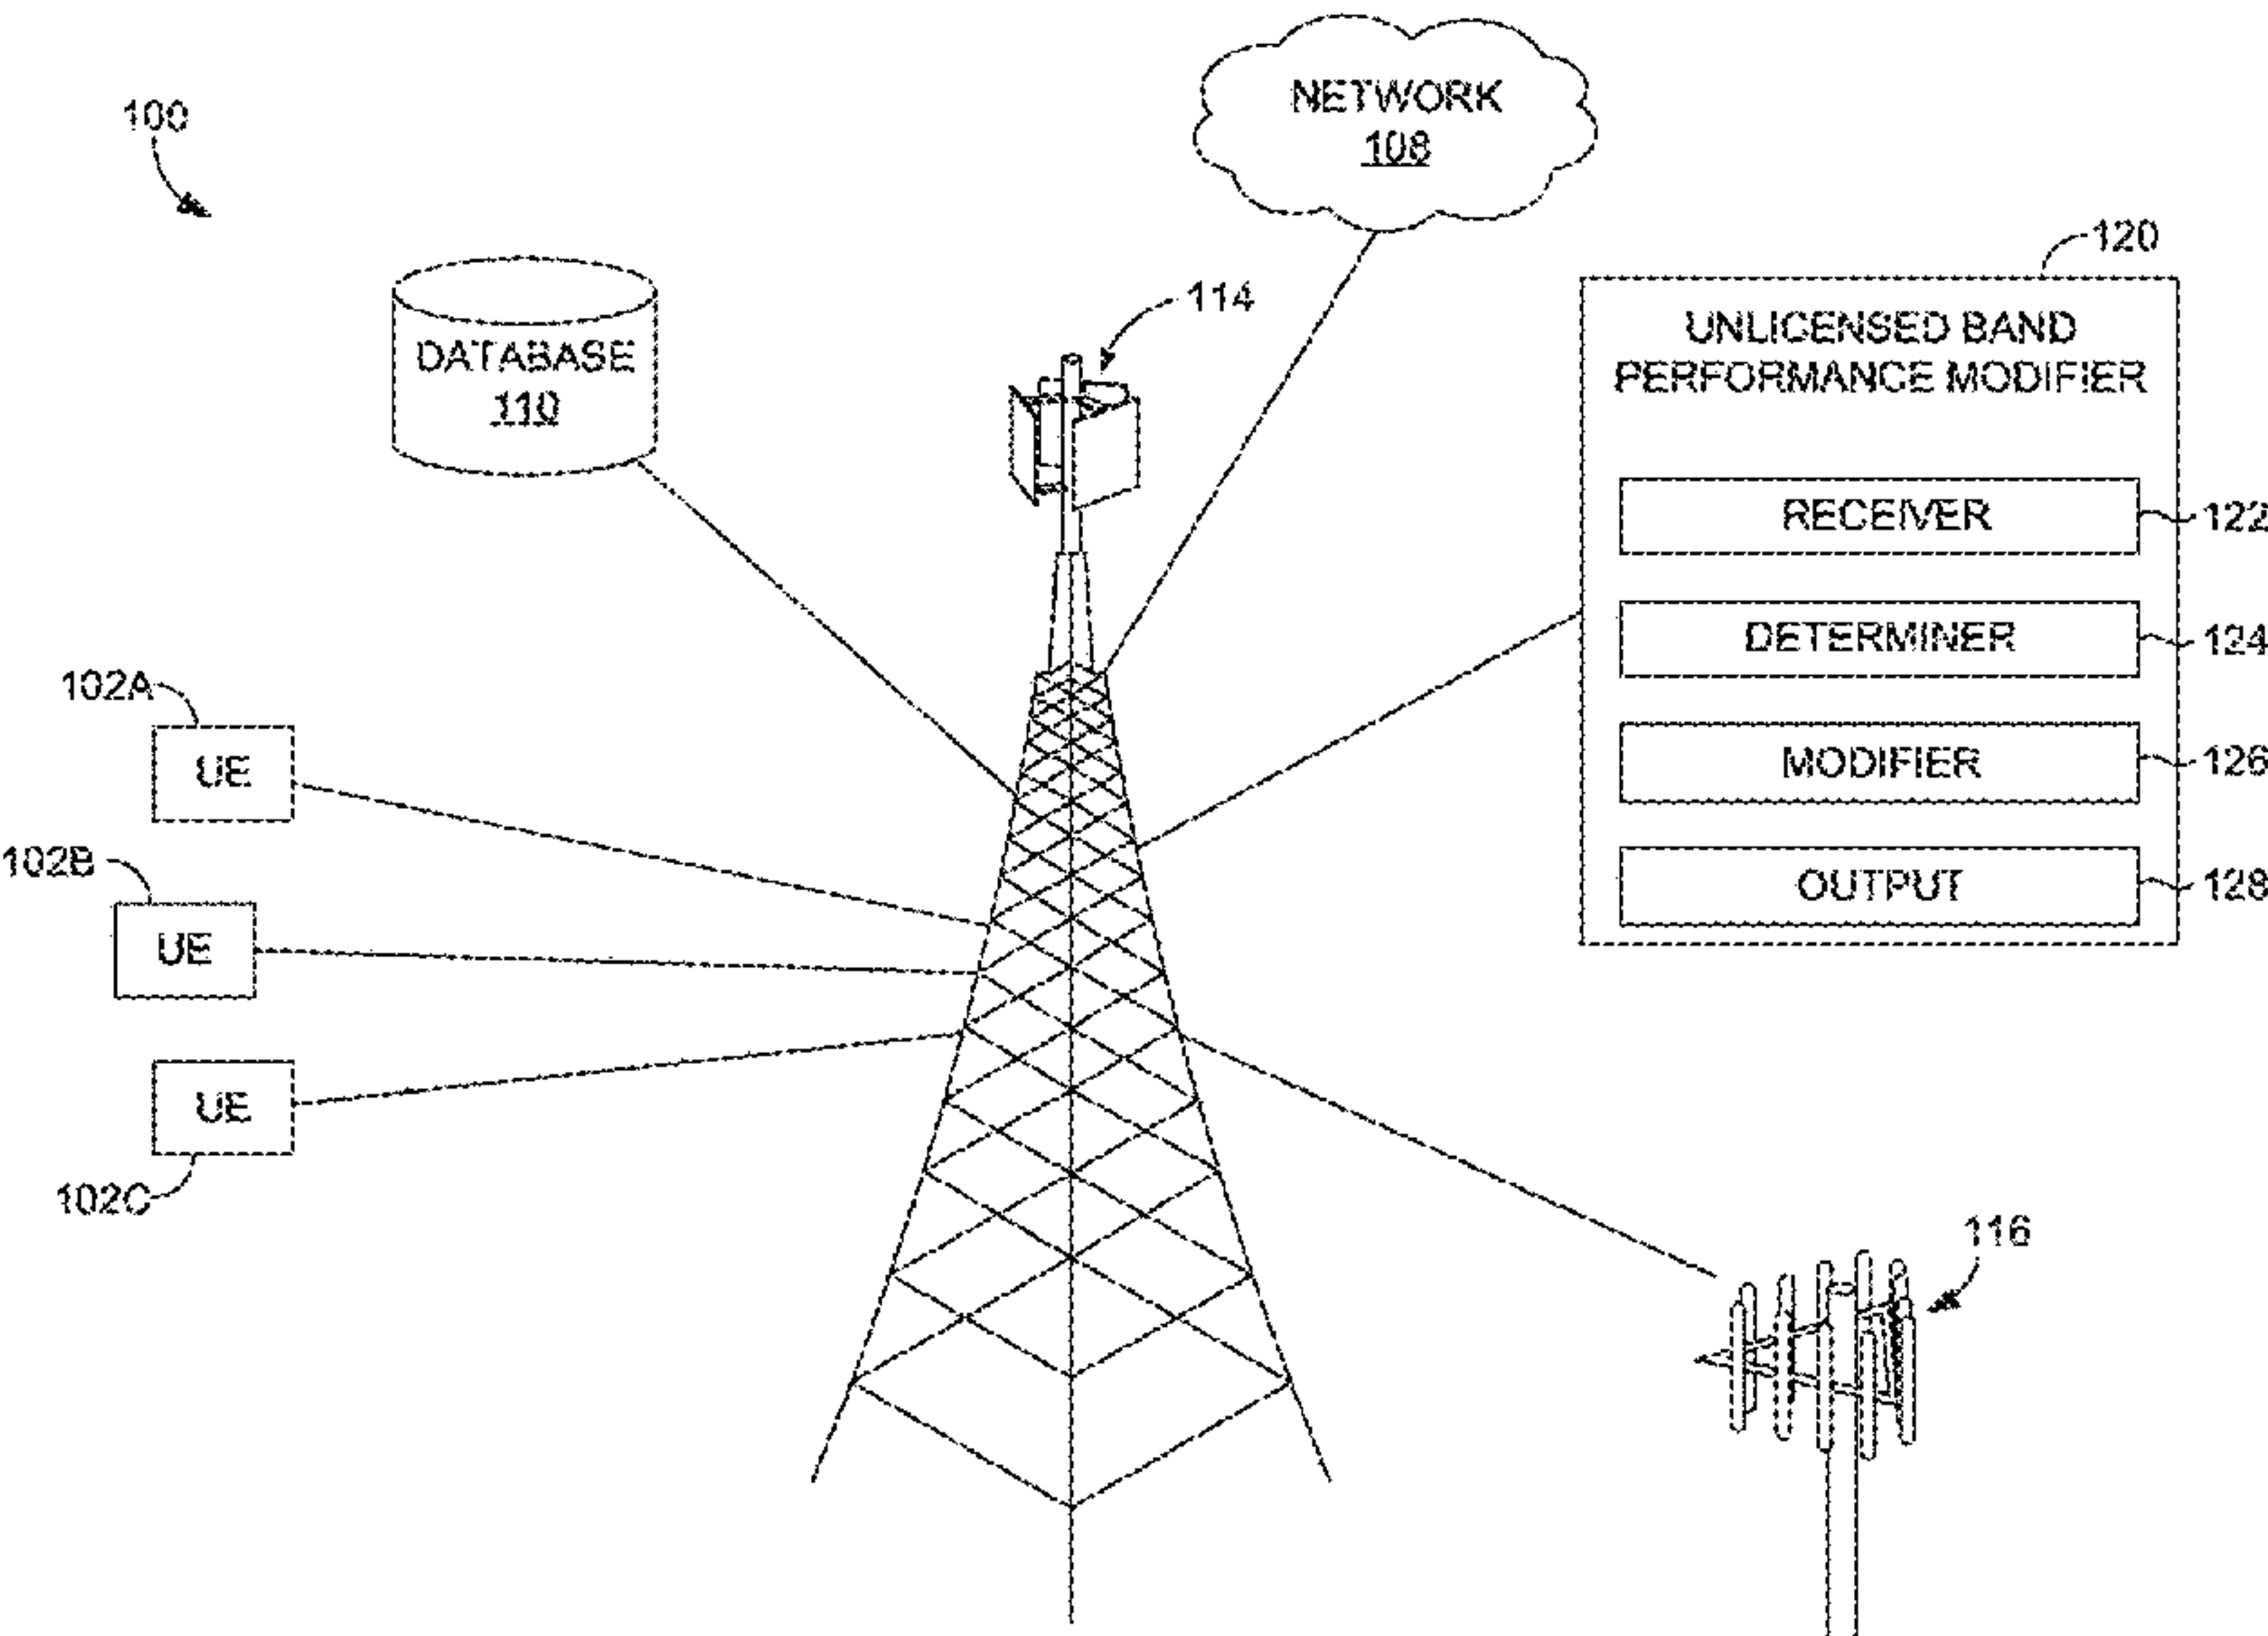 100
NETWORK
108
120
114
DATABASE
110
UNLICENSED BAND
PERFORMANCE MODIFIER
RECEIVER
122
DETERMINER
124
102A
UE
MODIFIER
126
102B
UE
OUTPUT
128
UE
102C
116